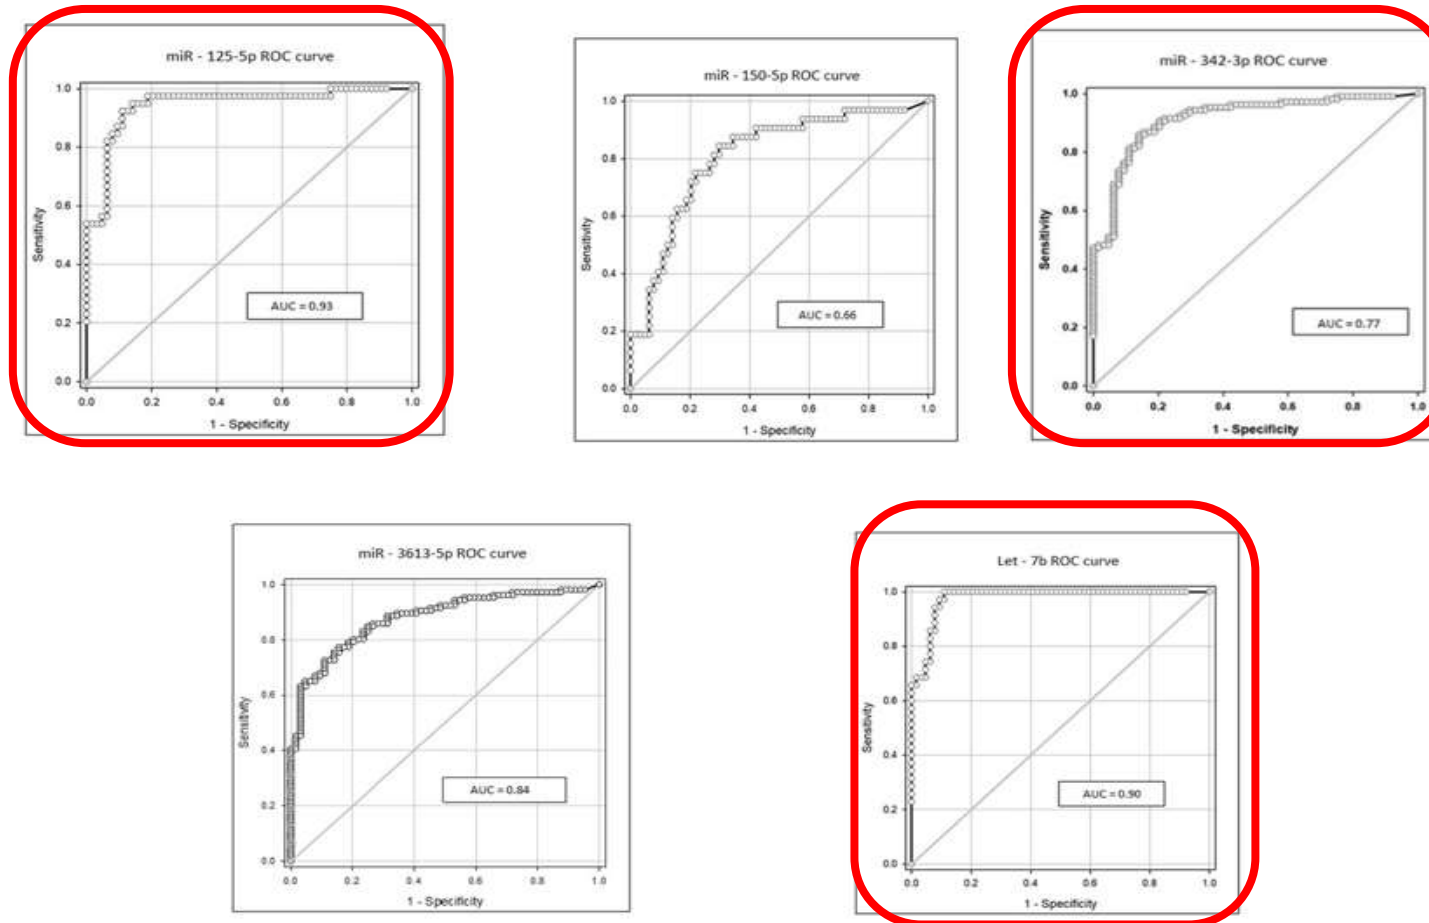 miR - 125-5p ROC curve
1.0
0.8
0.6
0.4
0.2
0.0
Sensitivity
AUC = 0.93
0.0 0.2 0.4 0.6 0.8 1.0
1 - Specificity
miR - 150-5p ROC curve
1.0
0.8
0.6
0.4
0.2
0.0
Sensitivity
AUC = 0.66
0.0 0.2 0.4 0.6 0.8 1.0
1 - Specificity
miR - 342-3p ROC curve
1.0
0.8
0.6
0.4
0.2
0.0
Sensitivity
AUC = 0.77
0.0 0.2 0.4 0.6 0.8 1.0
1 - Specificity
miR - 3613-5p ROC curve
1.0
0.8
0.6
0.4
0.2
0.0
Sensitivity
AUC = 0.84
0.0 0.2 0.4 0.6 0.8 1.0
1 - Specificity
Let - 7b ROC curve
1.0
0.8
0.6
0.4
0.2
0.0
Sensitivity
AUC = 0.90
0.0 0.2 0.4 0.6 0.8 1.0
1 - Specificity